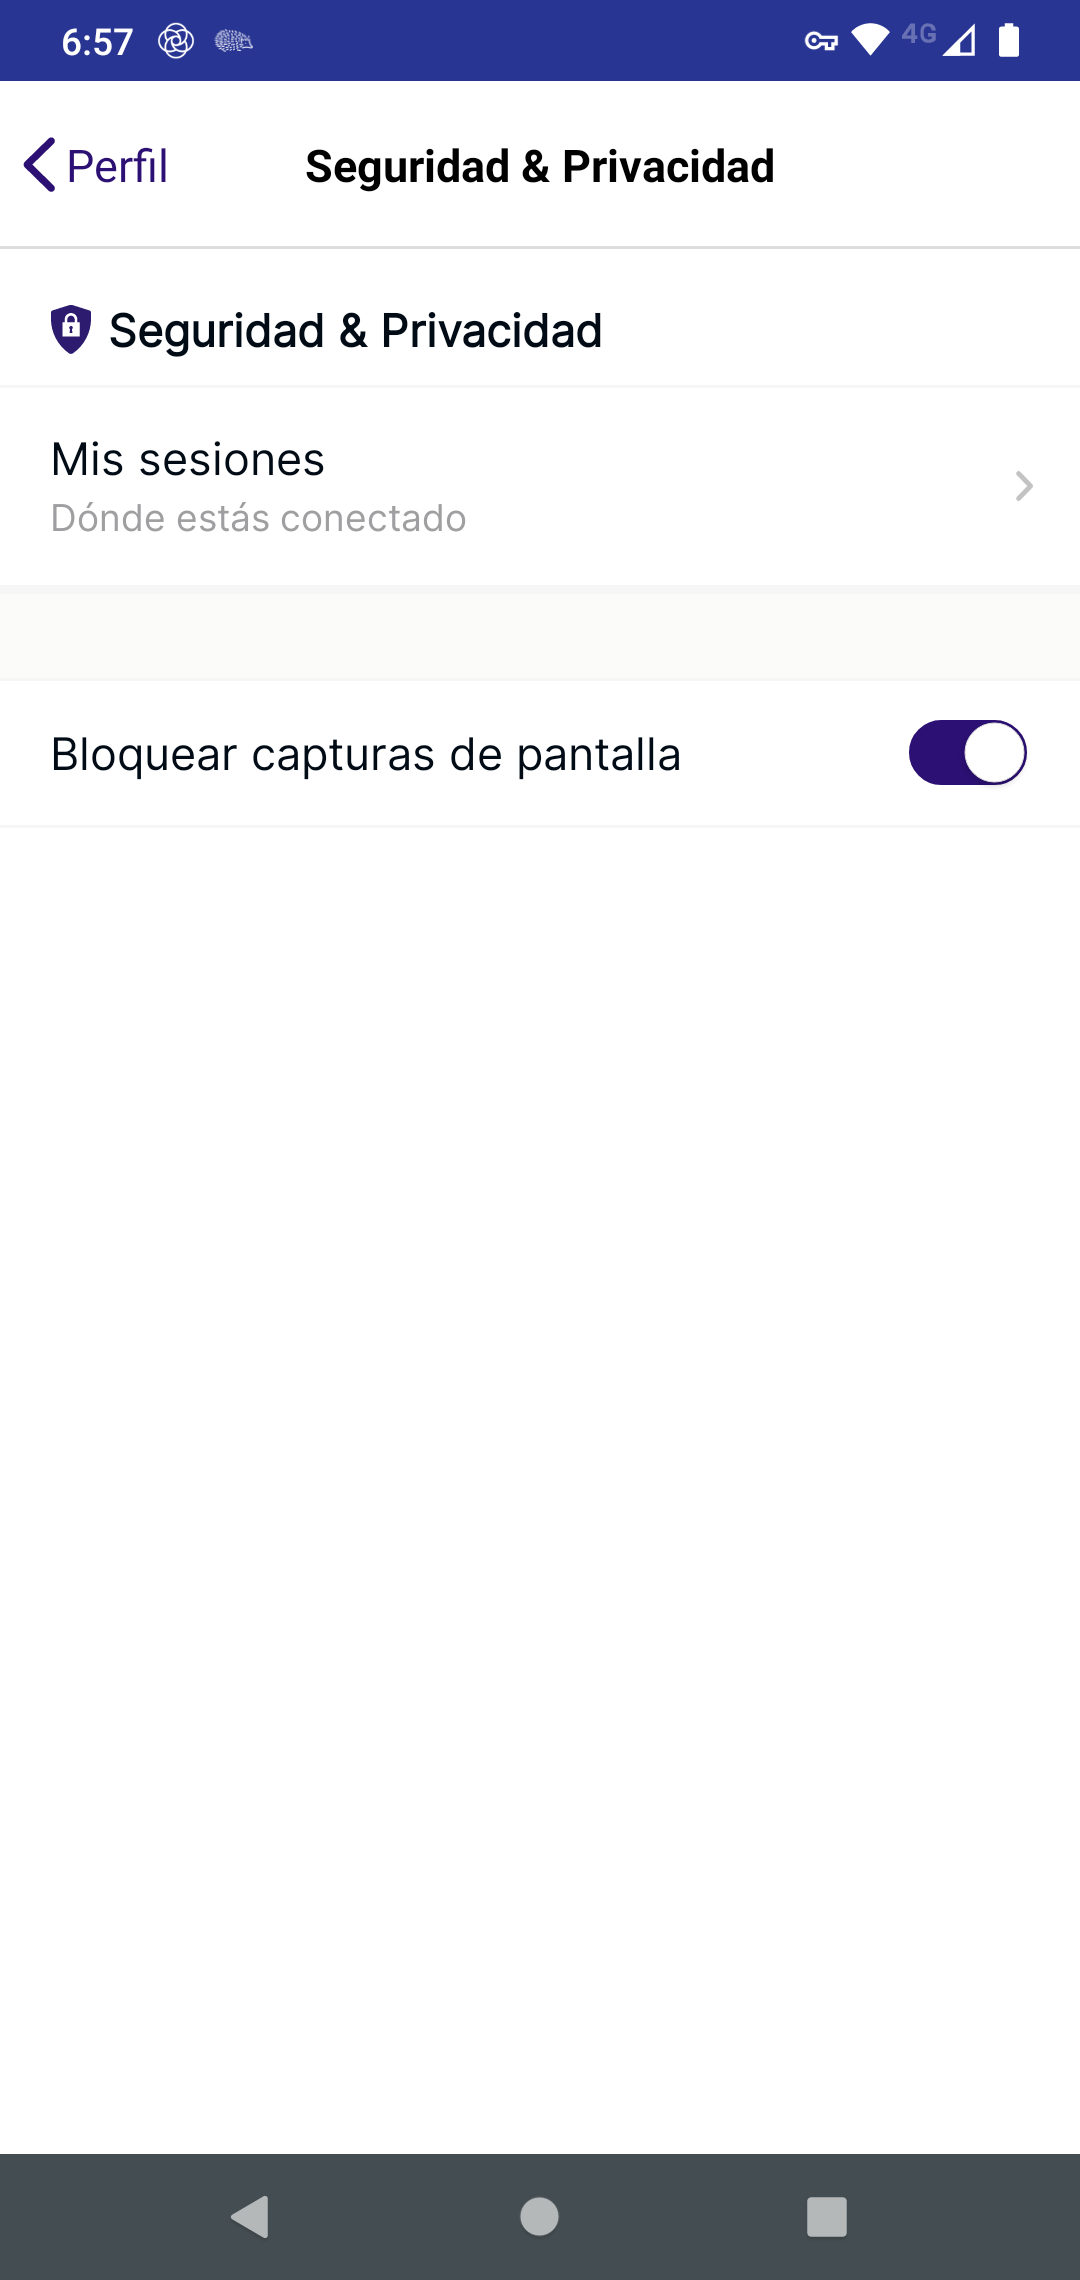 6:57
4G
Perfil
Seguridad & Privacidad
Seguridad & Privacidad
Mis sesiones
Dónde estás conectado
Bloquear capturas de pantalla